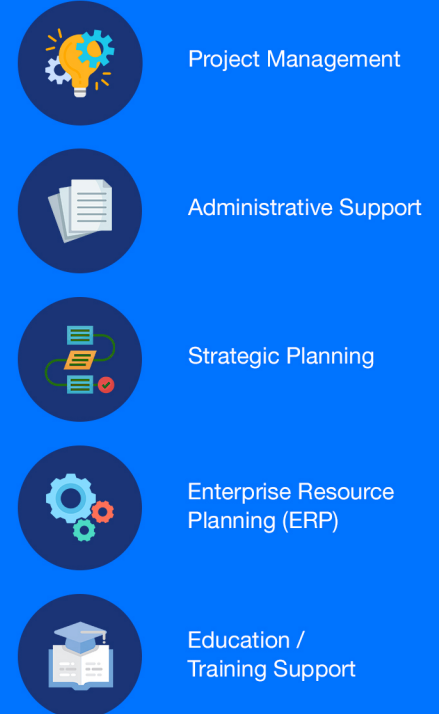 Project Management
Administrative Support
Strategic Planning
Enterprise Resource
Planning (ERP)
Education /
Training Support